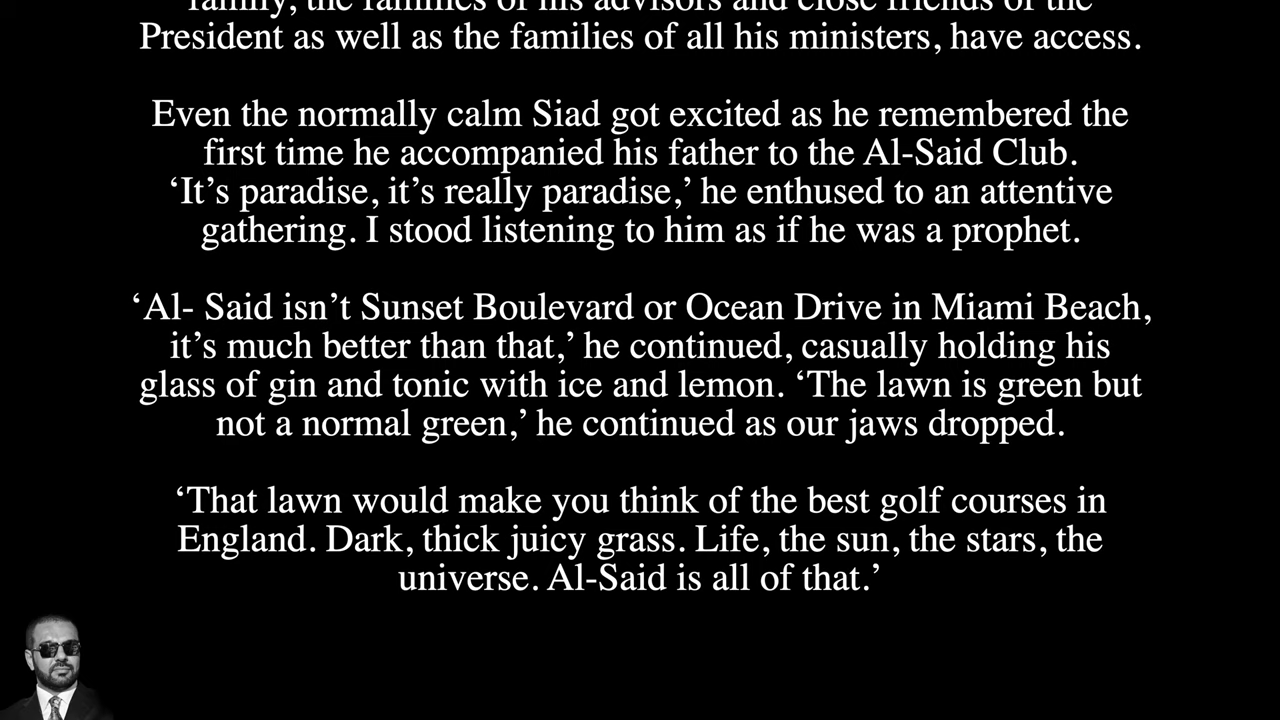 family, the families of his advisors and close friends of the
President as well as the families of all his ministers, have access.
Even the normally calm Siad got excited as he remembered the
first time he accompanied his father to the Al-Said Club.
‘It’s paradise, it’s really paradise,’ he enthused to an attentive
gathering. I stood listening to him as if he was a prophet.
‘Al- Said isn’t Sunset Boulevard or Ocean Drive in Miami Beach,
it’s much better than that,’ he continued, casually holding his
glass of gin and tonic with ice and lemon. ‘The lawn is green but
not a normal green,’ he continued as our jaws dropped.
‘That lawn would make you think of the best golf courses in
England. Dark, thick juicy grass. Life, the sun, the stars, the
universe. Al-Said is all of that.’